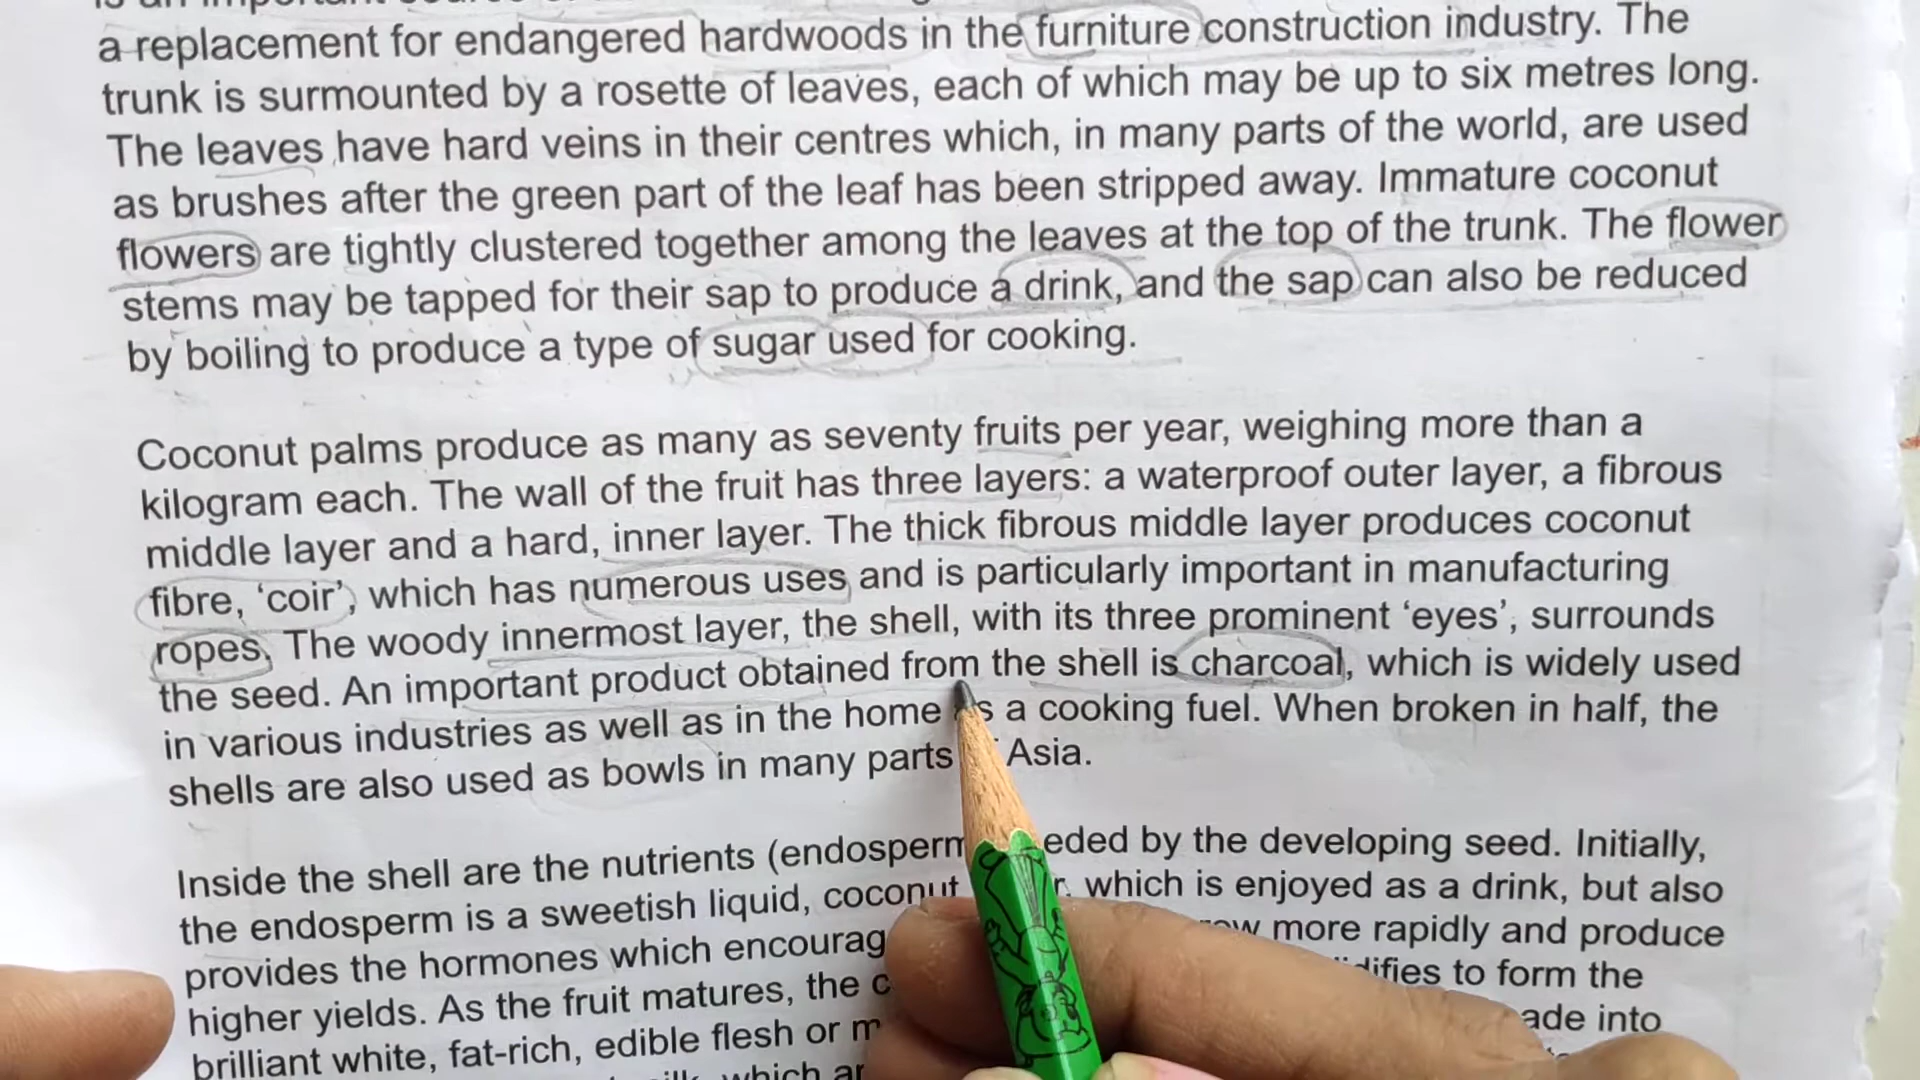 a replacement for endangered hardwoods in the furniture construction industry. The
trunk is surmounted by a rosette of leaves, each of which may be up to six metres long.
The leaves have hard veins in their centres which, in many parts of the world, are used
as brushes after the green part of the leaf has been stripped away. Immature coconut
flowers are tightly clustered together among the leaves at the top of the trunk. The flower
stems may be tapped for their sap to produce a drink, and the sap can also be reduced
by boiling to produce a type of sugar used for cooking.
Coconut palms produce as many as seventy fruits per year, weighing more than a
kilogram each. The wall of the fruit has three layers: a waterproof outer layer, a fibrous
middle layer and a hard, inner layer. The thick fibrous middle layer produces coconut
fibre, ‘coir’, which has numerous uses and is particularly important in manufacturing
ropes. The woody innermost layer, the shell, with its three prominent ‘eyes’, surrounds
the seed. An important product obtained from the shell is charcoal, which is widely used
in various industries as well as in the home as a cooking fuel. When broken in half, the
shells are also used as bowls in many parts Asia.
Inside the shell are the nutrients (endosperm by the developing seed. Initially,
the endosperm is a sweetish liquid, coconut which is enjoyed as a drink, but also
provides the hormones which more rapidly and produce
higher yields. As the fruit matures, the to form the
brilliant white, fat-rich, edible flesh or into
which